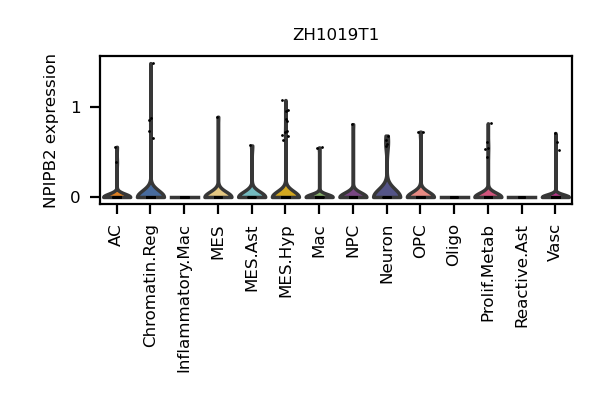 ZH1019T1
NPIPB2 expression
1
0
AC
Chromatin.Reg
Inflammatory.Mac
MES
MES.Ast
MES.Hyp
Mac
NPC
Neuron
OPC
Oligo
Prolif.Metab
Reactive.Ast
Vasc